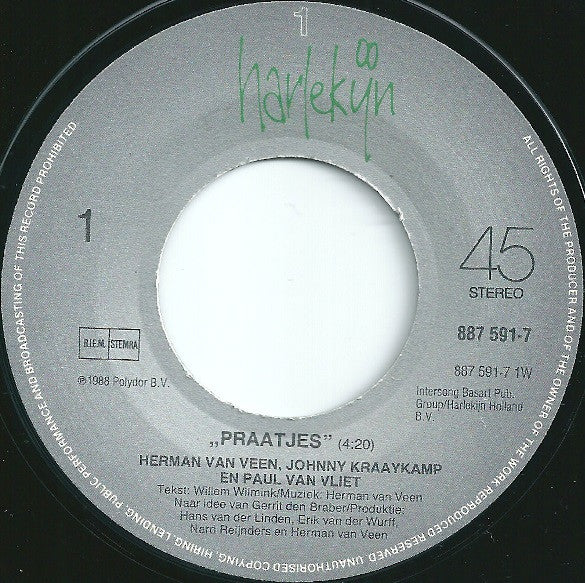 1
harlekijn
1
45
STEREO
887 591-7
B.I.E.M. STEMRA
887 591-7 1W
℗1988 Polydor B.V.
Intersong Basart Pub.
Group/Harlekijn Holland
B.V.
„PRAATJES” (4:20)
HERMAN VAN VEEN, JOHNNY KRAAYKAMP
EN PAUL VAN VLIET
Tekst: Willem Wilmink/Muziek: Herman van Veen
Naar idee van Gerrit den Braber/Produktie:
Hans van der Linden, Erik van der Wurff,
Nard Reijnders en Herman van Veen
ALL RIGHTS OF THE PRODUCER AND OF THE OWNER OF THE WORK REPRODUCED RESERVED. UNAUTHORISED COPYING, HIRING, LENDING, PUBLIC PERFORMANCE AND BROADCASTING OF THIS RECORD PROHIBITED